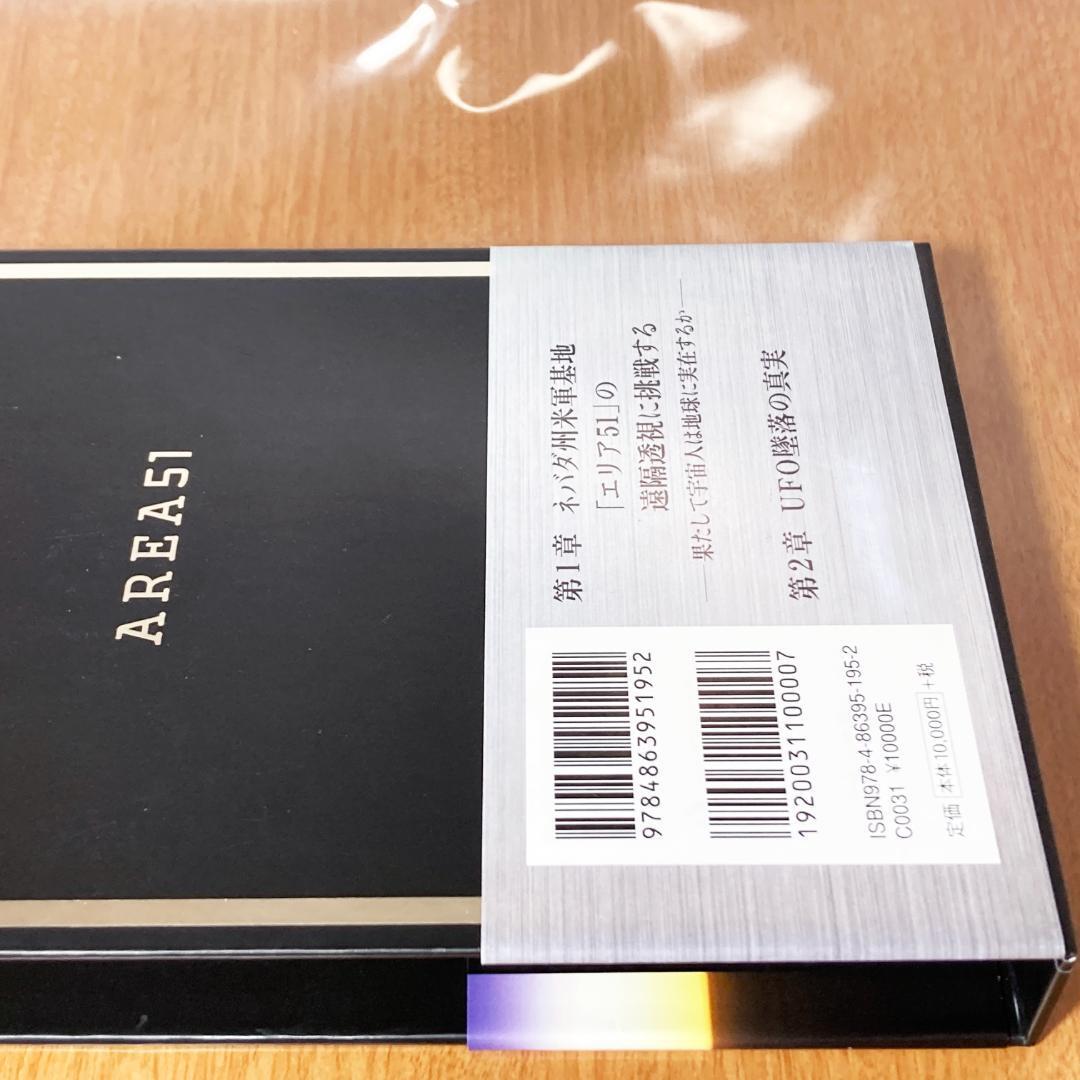 AREA51
第1章 ネバダ州米軍基地
「エリア51」の
遠隔透視に挑戦する
―果たして宇宙人は地球に実在するか―
第2章 UFO墜落の真実
9784863951952
1920031100007
ISBN978-4-86395-195-2
C0031 ¥10000E
定価 本体10,000円 +税